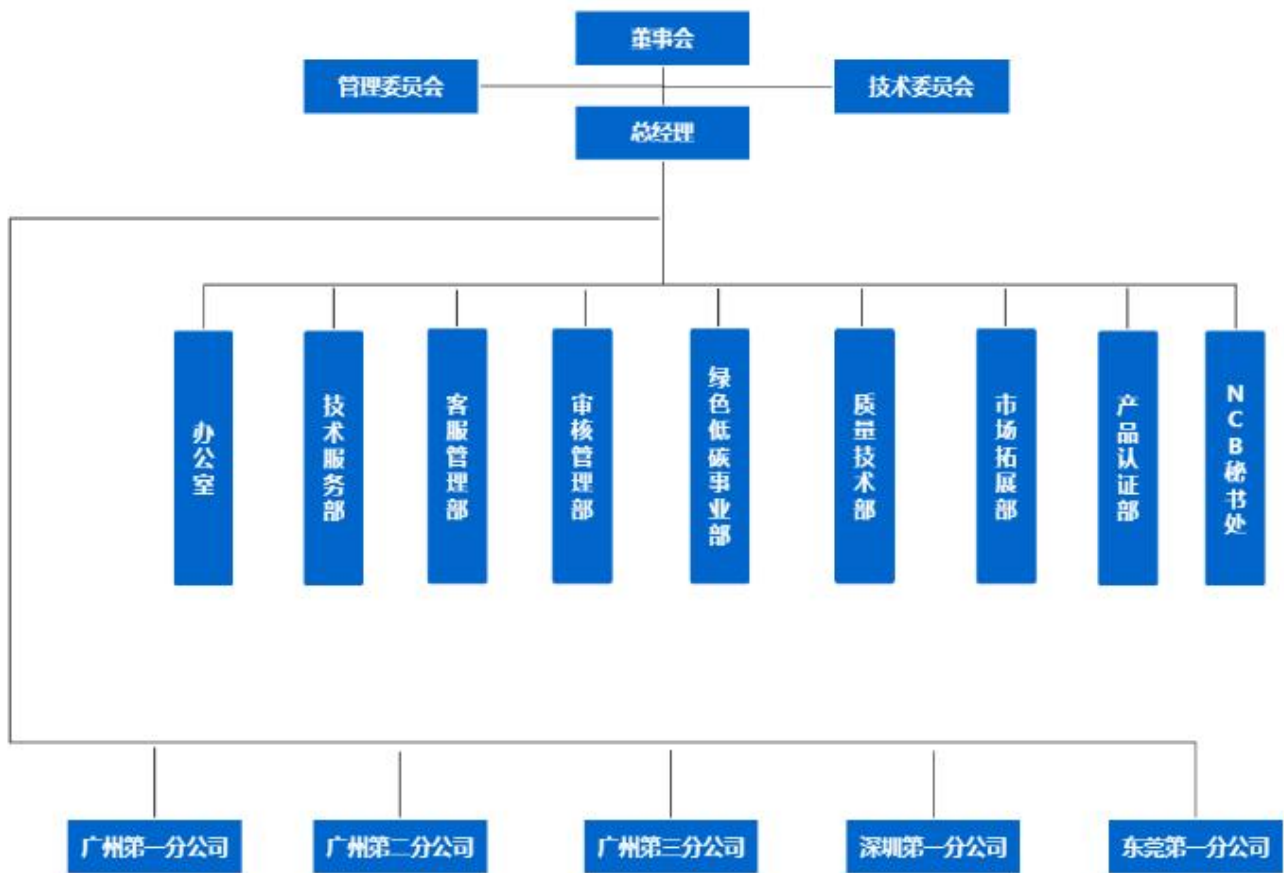 董事会
管理委员会
技术委员会
总经理
办公室
技术服务部
客服管理部
审核管理部
绿色低碳事业部
质量技术部
市场拓展部
产品认证部
NCB秘书处
广州第一分公司
广州第二分公司
广州第三分公司
深圳第一分公司
东莞第一分公司